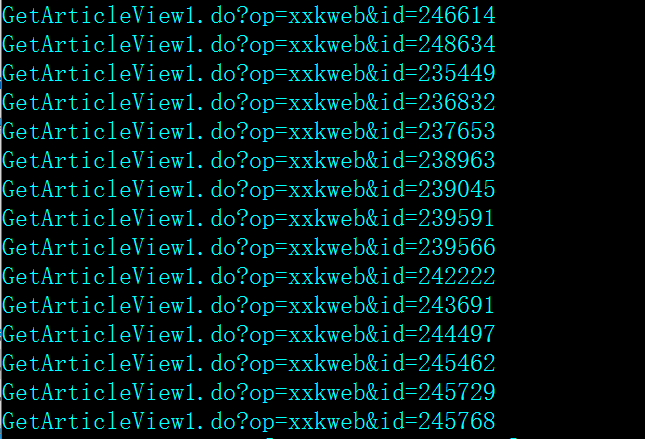 GetArticleView1.do?op=xxkweb&id=246614
GetArticleView1.do?op=xxkweb&id=248634
GetArticleView1.do?op=xxkweb&id=235449
GetArticleView1.do?op=xxkweb&id=236832
GetArticleView1.do?op=xxkweb&id=237653
GetArticleView1.do?op=xxkweb&id=238963
GetArticleView1.do?op=xxkweb&id=239045
GetArticleView1.do?op=xxkweb&id=239591
GetArticleView1.do?op=xxkweb&id=239566
GetArticleView1.do?op=xxkweb&id=242222
GetArticleView1.do?op=xxkweb&id=243691
GetArticleView1.do?op=xxkweb&id=244497
GetArticleView1.do?op=xxkweb&id=245462
GetArticleView1.do?op=xxkweb&id=245729
GetArticleView1.do?op=xxkweb&id=245768